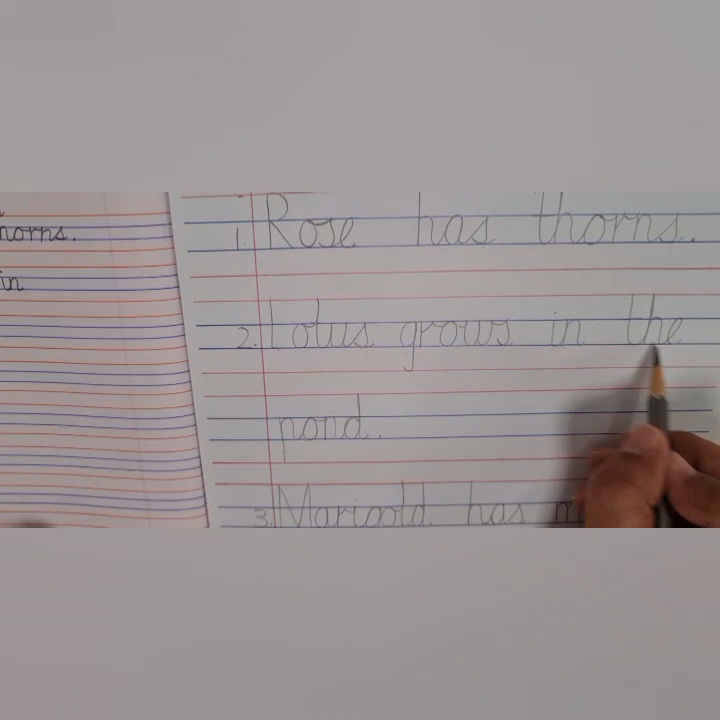 horns.
in
1. Rose has thorns.
2. Lotus grows in the
pond.
3. Marigold has